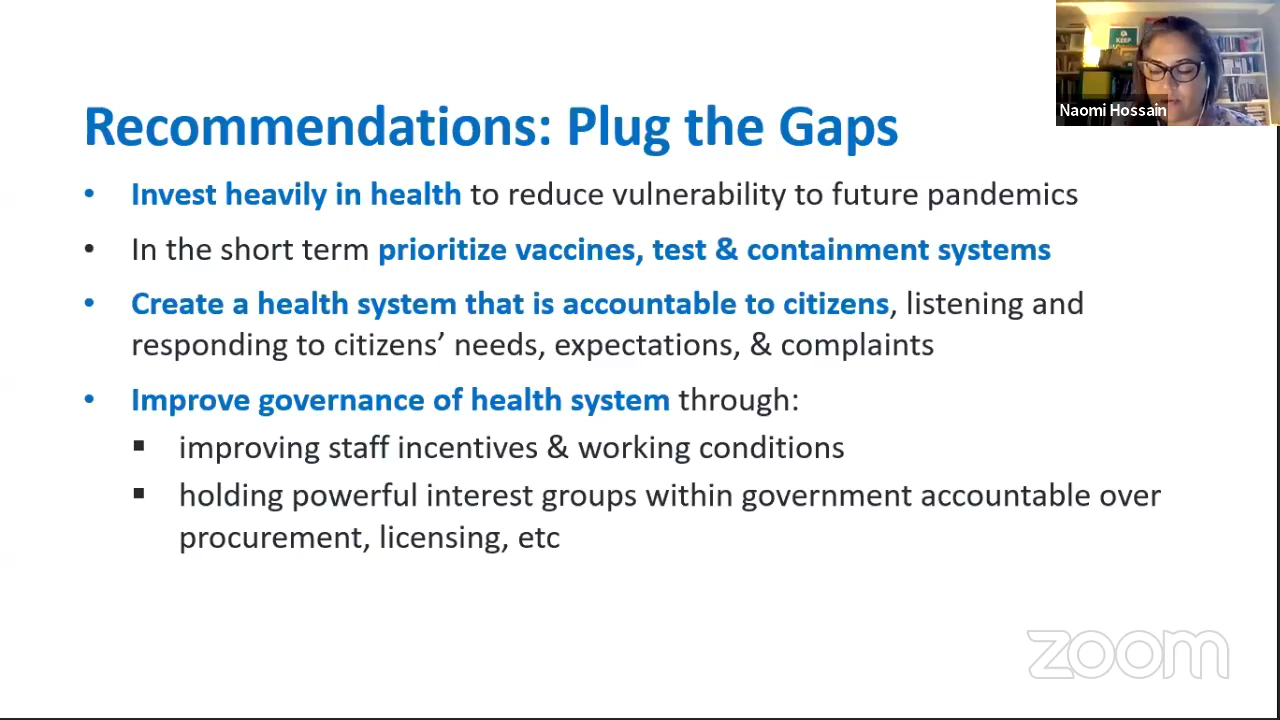 Recommendations: Plug the Gaps
• Invest heavily in health to reduce vulnerability to future pandemics
• In the short term prioritize vaccines, test & containment systems
• Create a health system that is accountable to citizens, listening and
responding to citizens’ needs, expectations, & complaints
• Improve governance of health system through:
▪ improving staff incentives & working conditions
▪ holding powerful interest groups within government accountable over
procurement, licensing, etc
KEEP
Naomi Hossain
zoom